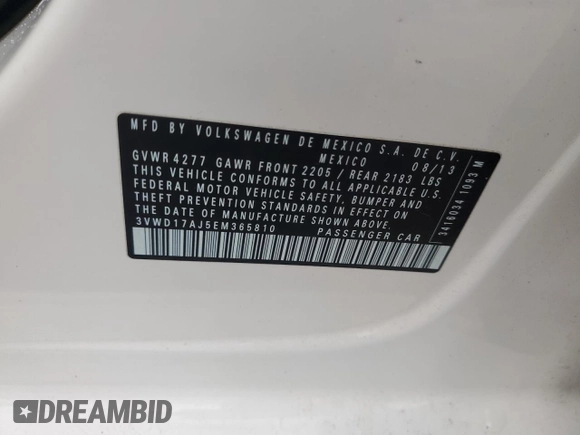 MFD BY VOLKSWAGEN DE MEXICO S.A. DE C.V.
MEXICO 08/13
GVWR 4277 GAWR FRONT 2205 / REAR 2183 LBS
THIS VEHICLE CONFORMS TO ALL APPLICABLE U.S.
FEDERAL MOTOR VEHICLE SAFETY, BUMPER AND
THEFT PREVENTION STANDARDS IN EFFECT ON
THE DATE OF MANUFACTURE SHOWN ABOVE.
3VWD17AJ5EM365810 PASSENGER CAR
3416034 1093 M
DREAMBID